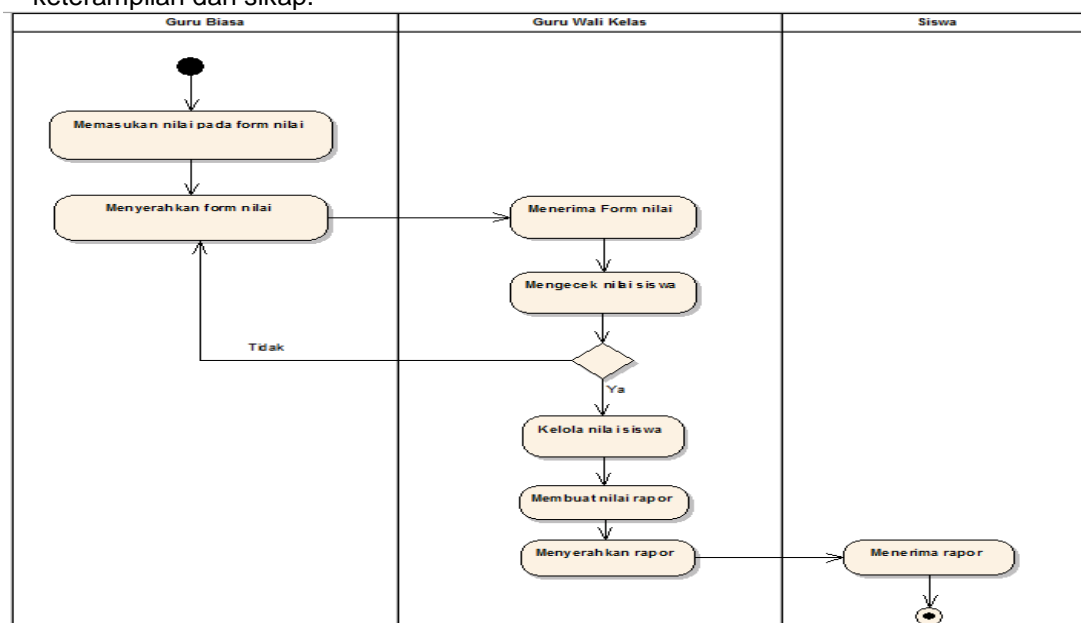 keterampilan dan sikap.
Guru Biasa
Guru Wali Kelas
Siswa
Memasukan nilai pada form nilai
Menyerahkan form nilai
Menerima Form nilai
Mengecek nilai siswa
Tidak
Ya
Kelola nilai siswa
Membuat nilai rapor
Menyerahkan rapor
Menerima rapor